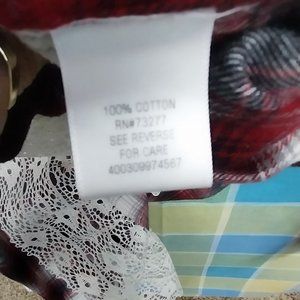 100% COTTON
RN#73277
SEE REVERSE
FOR CARE
400309974567